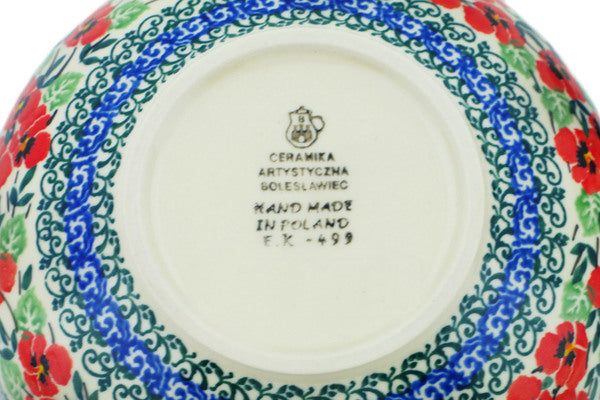 B
CERAMIKA
ARTYSTYCZNA
BOLESŁAWIEC
HAND MADE
IN POLAND
F.K -499